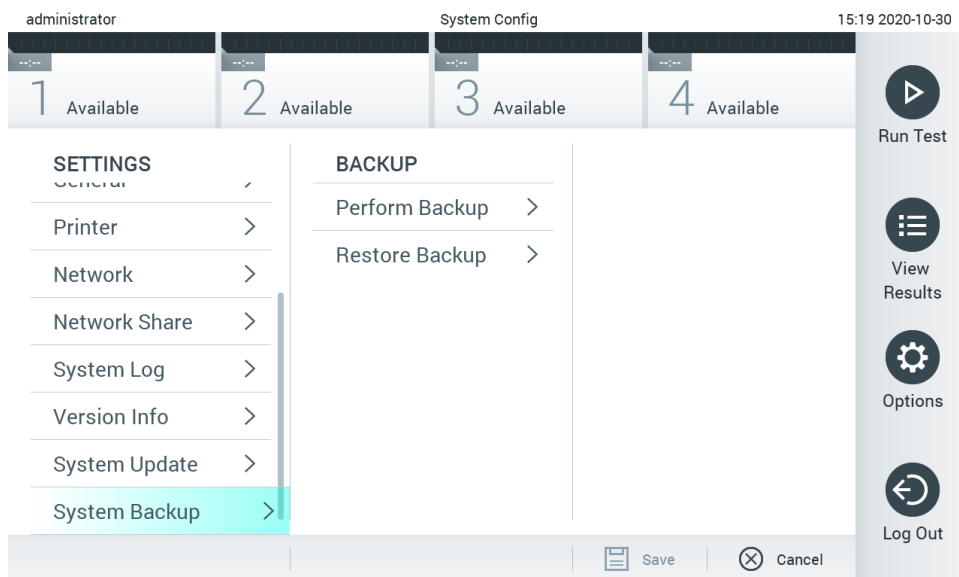 administrator
System Config
15:19 2020-10-30
--:--
--:--
--:--
--:--
1 Available
2 Available
3 Available
4 Available
Run Test
SETTINGS
General
Printer
Network
Network Share
System Log
Version Info
System Update
System Backup
BACKUP
Perform Backup
Restore Backup
View
Results
Options
Log Out
Save
Cancel